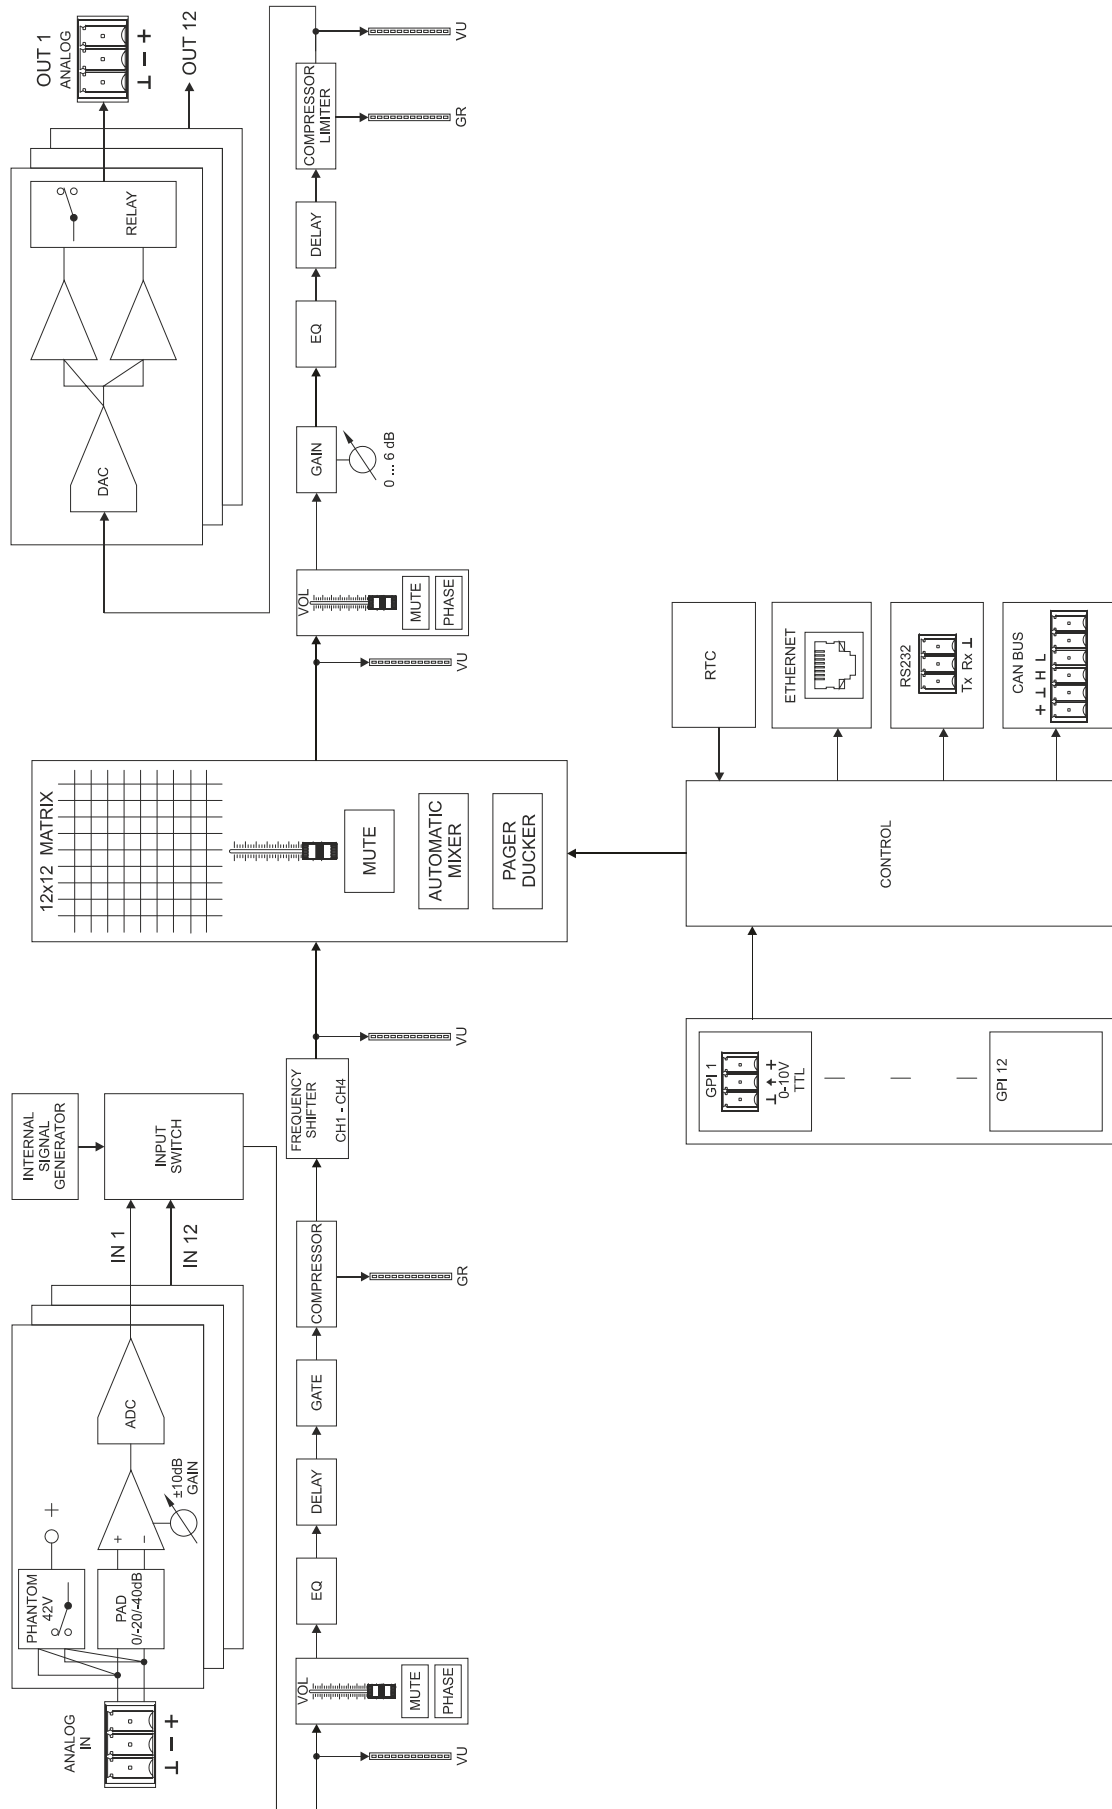 ANALOG
IN
⊥ − +
PHANTOM
42V
+
PAD
0/-20/-40dB
+
−
±10dB
GAIN
ADC
IN 1
IN 12
INTERNAL
SIGNAL
GENERATOR
INPUT
SWITCH
VU
VOL
MUTE
PHASE
EQ
DELAY
GATE
COMPRESSOR
GR
FREQUENCY
SHIFTER
CH1 - CH4
VU
12x12 MATRIX
MUTE
AUTOMATIC
MIXER
PAGER
DUCKER
VU
VOL
MUTE
PHASE
GAIN
0 ... 6 dB
EQ
DELAY
COMPRESSOR
LIMITER
GR
VU
DAC
RELAY
OUT 1
ANALOG
⊥ − +
OUT 12
GPI 1
⊥ ↑ +
0-10V
TTL
GPI 12
CONTROL
RTC
ETHERNET
RS232
Tx Rx ⊥
CAN BUS
+ ⊥ H L